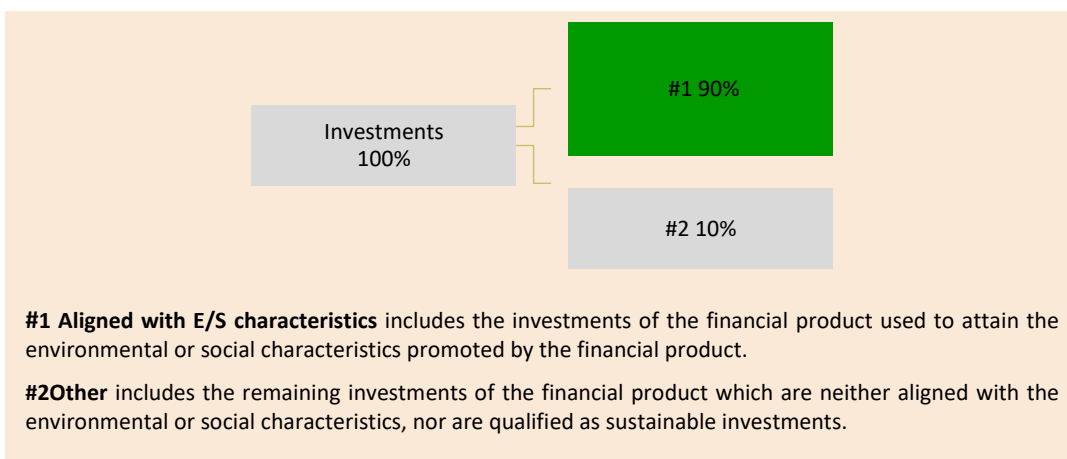 #1 90%
Investments
100%
#2 10%
#1 Aligned with E/S characteristics includes the investments of the financial product used to attain the
environmental or social characteristics promoted by the financial product.
#2Other includes the remaining investments of the financial product which are neither aligned with the
environmental or social characteristics, nor are qualified as sustainable investments.